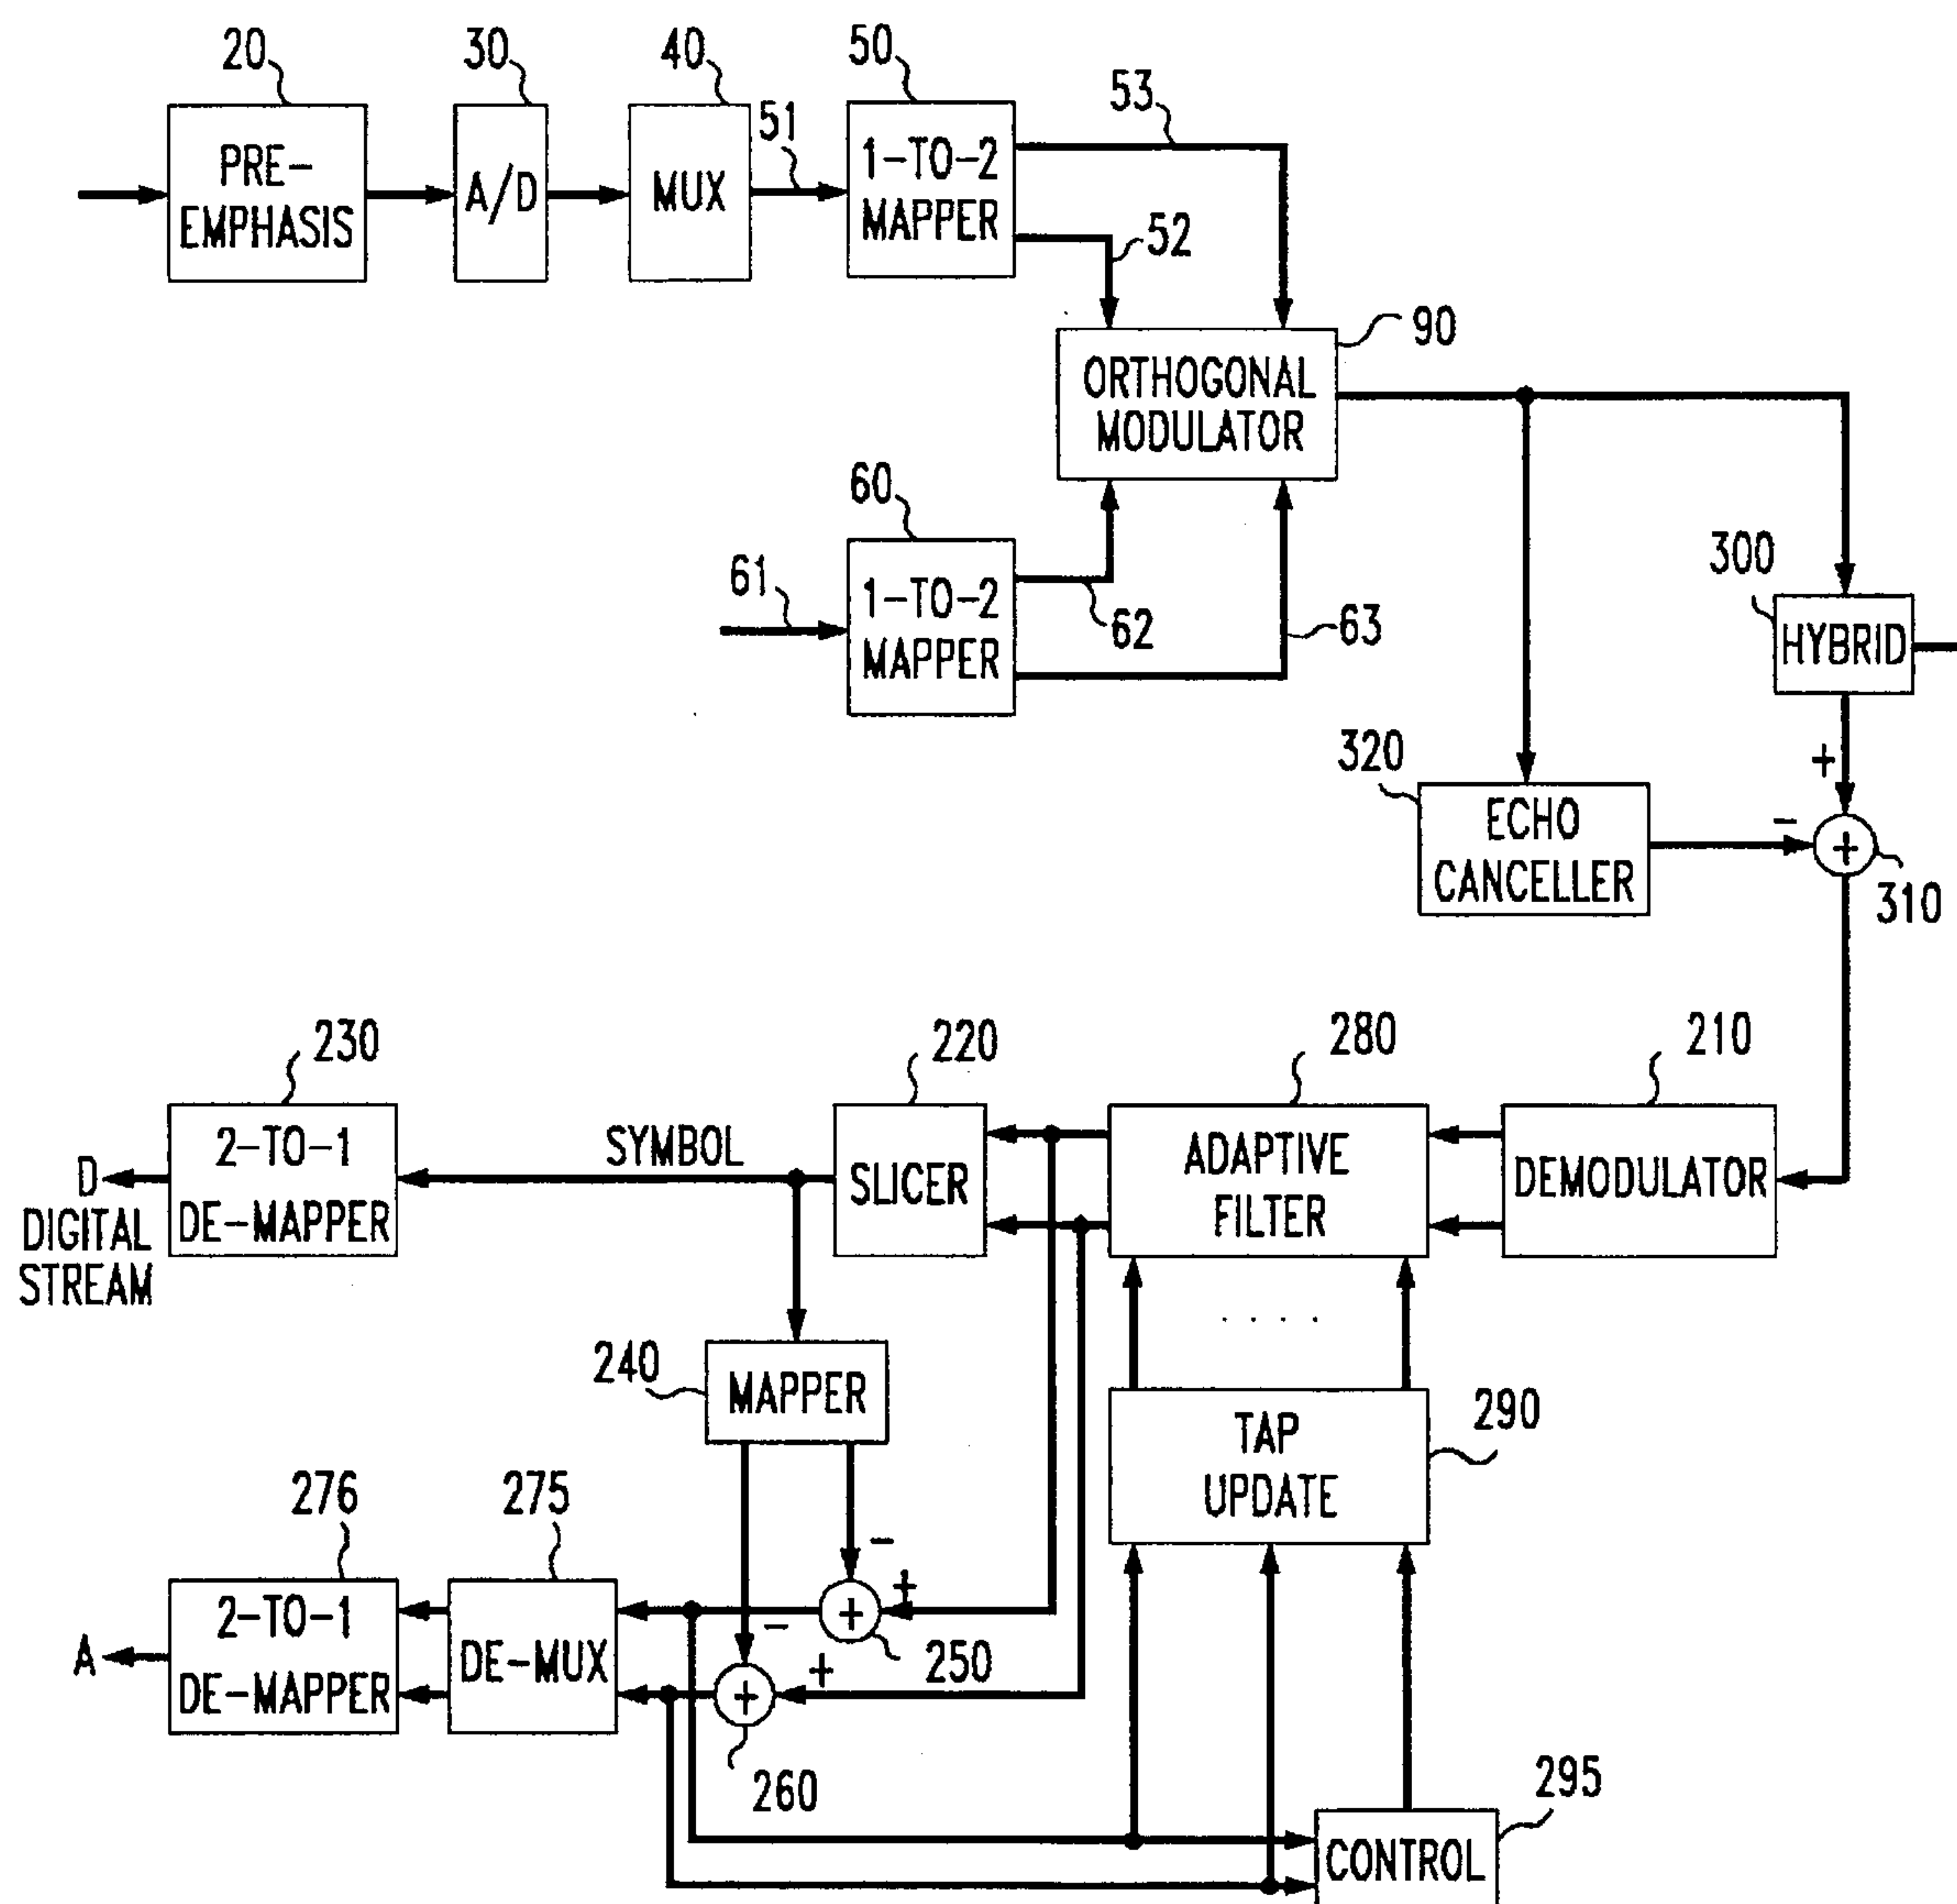 20
30
40
50
PRE-
EMPHASIS
A/D
MUX
51
1-TO-2
MAPPER
53
52
90
ORTHOGONAL
MODULATOR
60
61
1-TO-2
MAPPER
62
63
300
HYBRID
+
320
ECHO
CANCELLER
-
+
310
230
220
280
210
2-TO-1
DE-MAPPER
SYMBOL
SLICER
ADAPTIVE
FILTER
DEMODULATOR
D
DIGITAL
STREAM
. . . .
240
MAPPER
TAP
UPDATE
290
276
275
-
+
+
250
2-TO-1
DE-MAPPER
DE-MUX
A
-
+
+
260
295
CONTROL